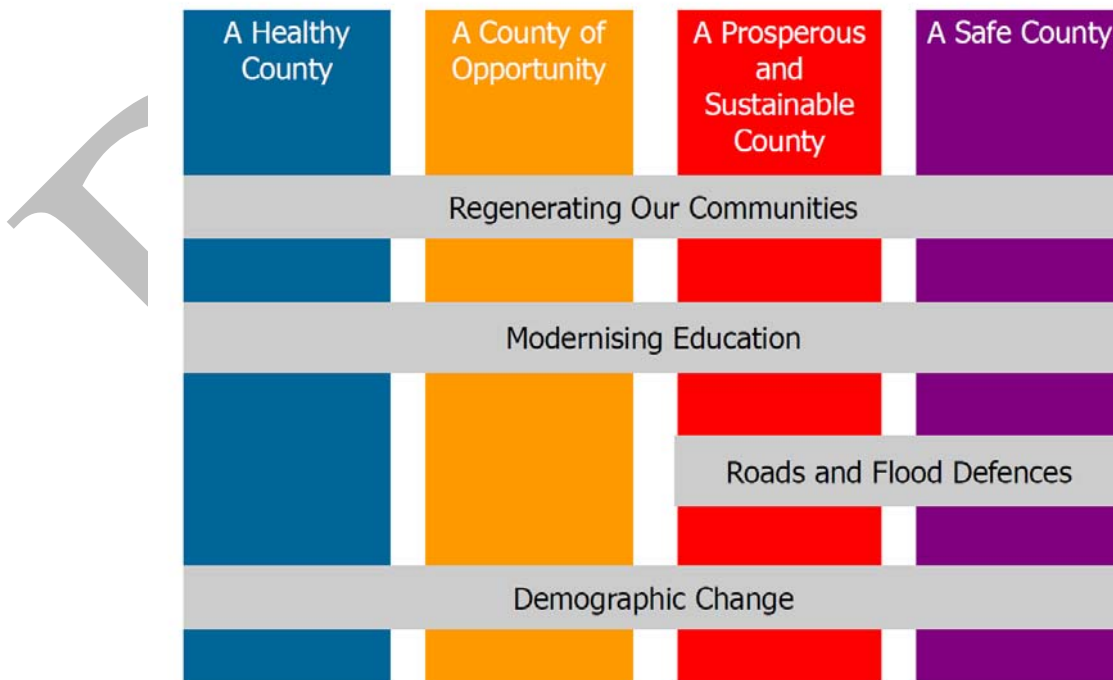 A Healthy
County
A County of
Opportunity
A Prosperous
and
Sustainable
County
A Safe County
Regenerating Our Communities
Modernising Education
Roads and Flood Defences
Demographic Change